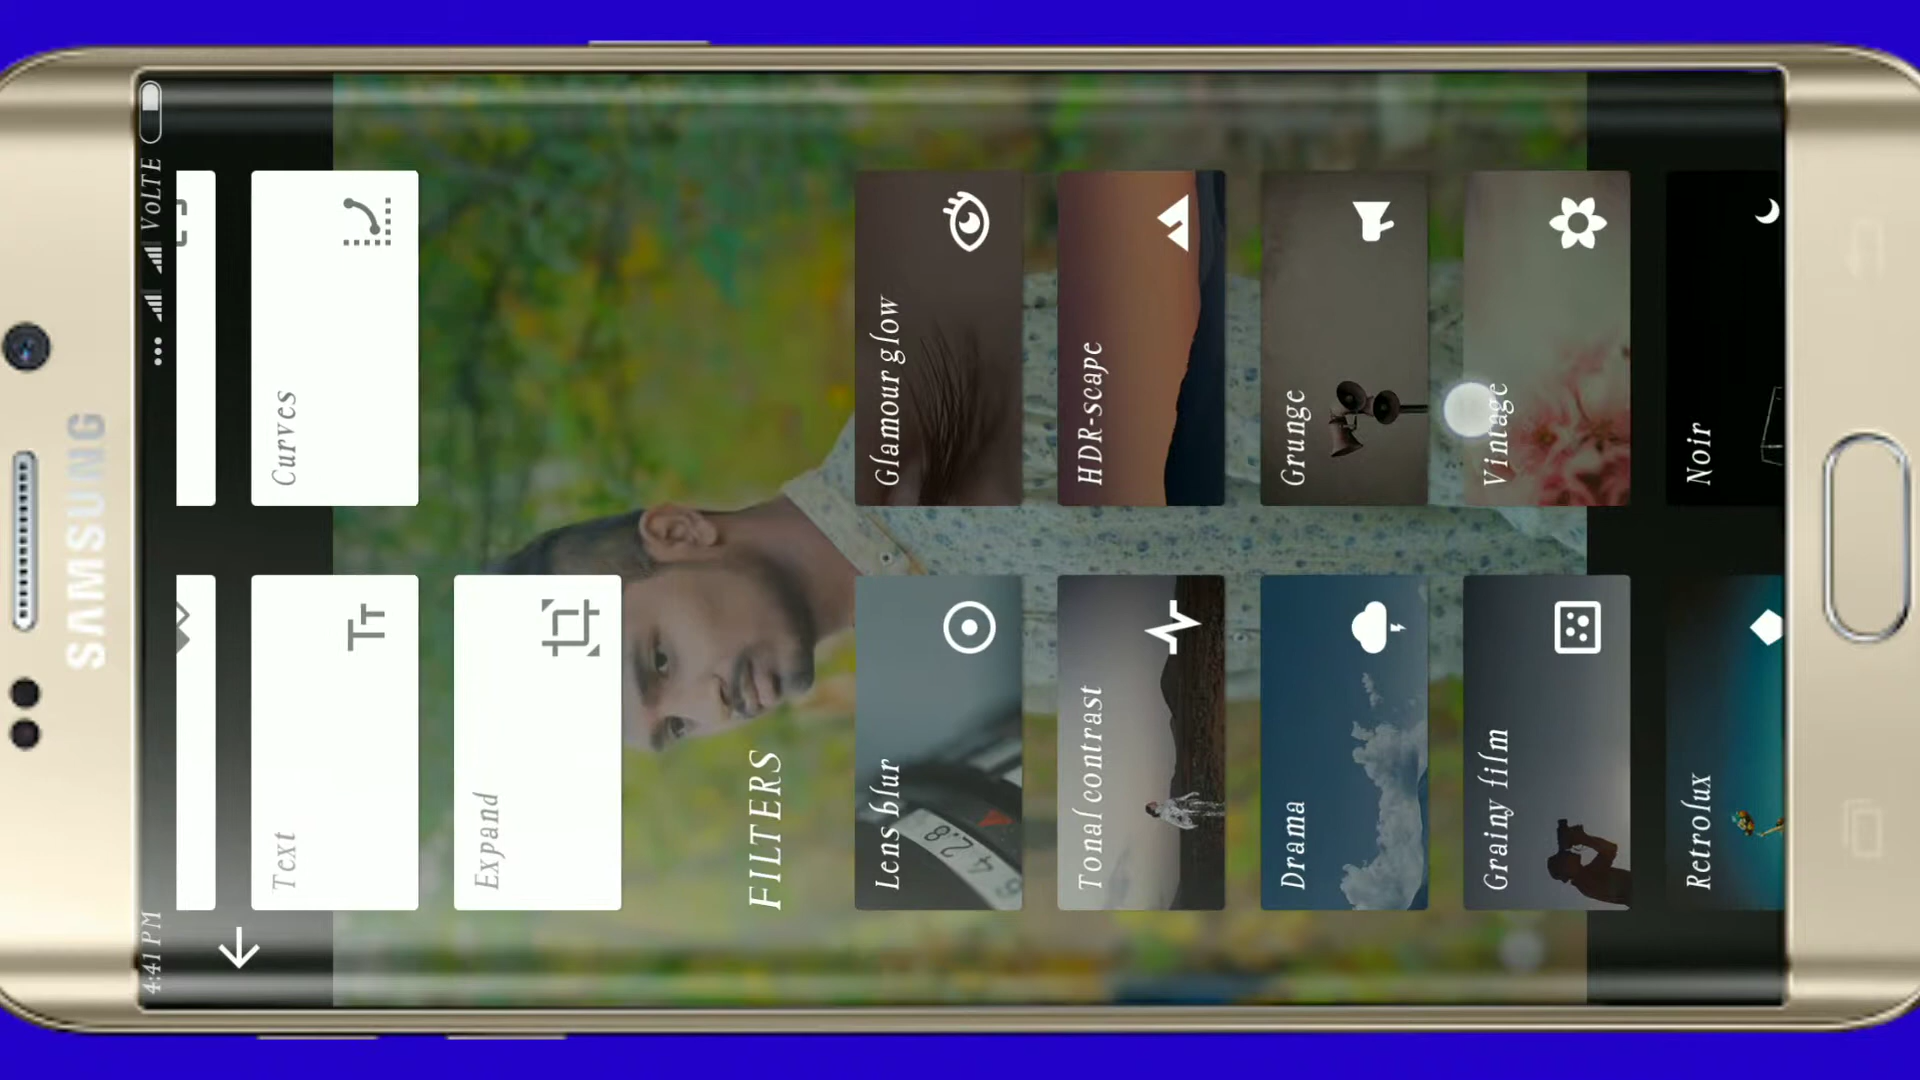 SAMSUNG
4:41 PM
VoLTE
Text
Curves
Expand
FILTERS
Lens blur
Glamour glow
Tonal contrast
HDR-scape
Drama
Grunge
Grainy film
Vintage
Retrolux
Noir